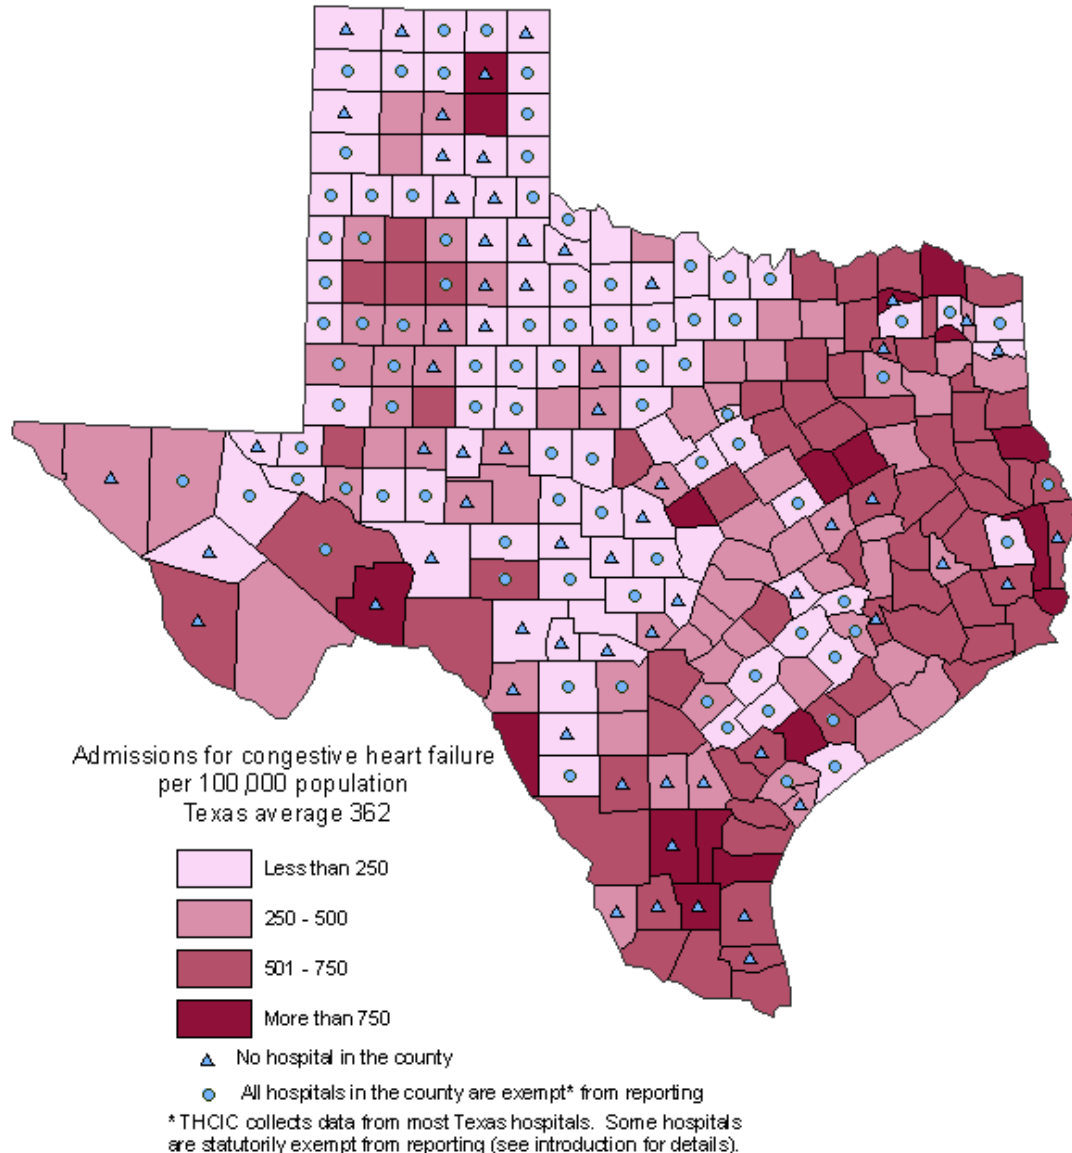 Admissions for congestive heart failure
per 100,000 population
Texas average 362
Less than 250
250 - 500
501 - 750
More than 750
No hospital in the county
All hospitals in the county are exempt* from reporting
* THCIC collects data from most Texas hospitals. Some hospitals
are statutorily exempt from reporting (see introduction for details).